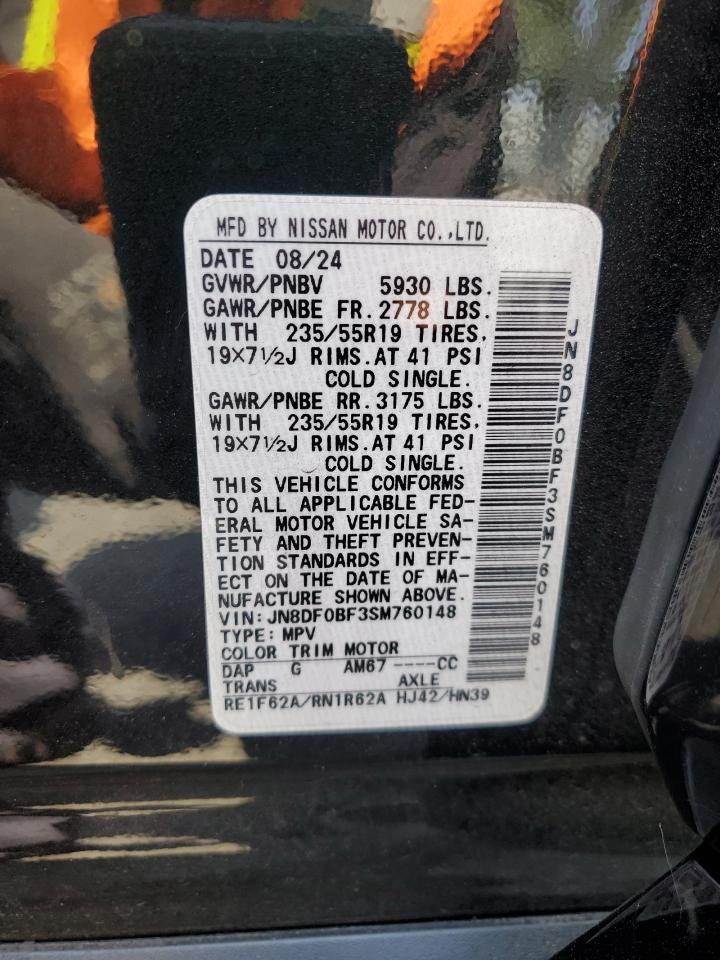 MFD BY NISSAN MOTOR CO.,LTD.
DATE 08/24
GVWR/PNBV 5930 LBS.
GAWR/PNBE FR.2778 LBS.
WITH 235/55R19 TIRES,
19X7½J RIMS.AT 41 PSI
COLD SINGLE.
GAWR/PNBE RR.3175 LBS.
WITH 235/55R19 TIRES,
19X7½J RIMS.AT 41 PSI
COLD SINGLE.
THIS VEHICLE CONFORMS
TO ALL APPLICABLE FED-
ERAL MOTOR VEHICLE SA-
FETY AND THEFT PREVEN-
TION STANDARDS IN EFF-
ECT ON THE DATE OF MA-
NUFACTURE SHOWN ABOVE.
VIN:JN8DF0BF3SM760148
TYPE:MPV
COLOR TRIM MOTOR
DAP G AM67 ----CC
TRANS AXLE
RE1F62A/RN1R62A HJ42/HN39
JN8DF0BF3SM760148